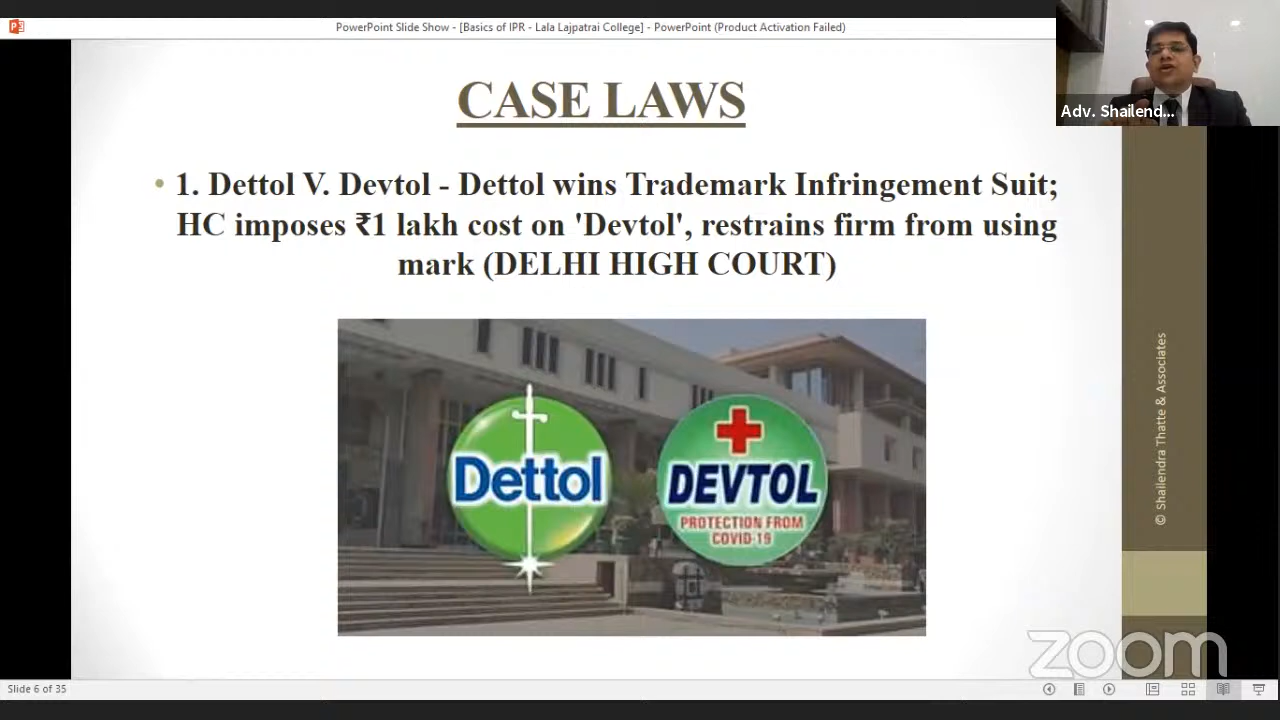 PowerPoint Slide Show - [Basics of IPR - Lala Lajpatrai College] - PowerPoint (Product Activation Failed)
Adv. Shailend...
CASE LAWS
• 1. Dettol V. Devtol - Dettol wins Trademark Infringement Suit;
HC imposes ₹1 lakh cost on 'Devtol', restrains firm from using
mark (DELHI HIGH COURT)
Dettol
DEVTOL
PROTECTION FROM
COVID-19
© Shailendra Thatte & Associates
zoom
Slide 6 of 35